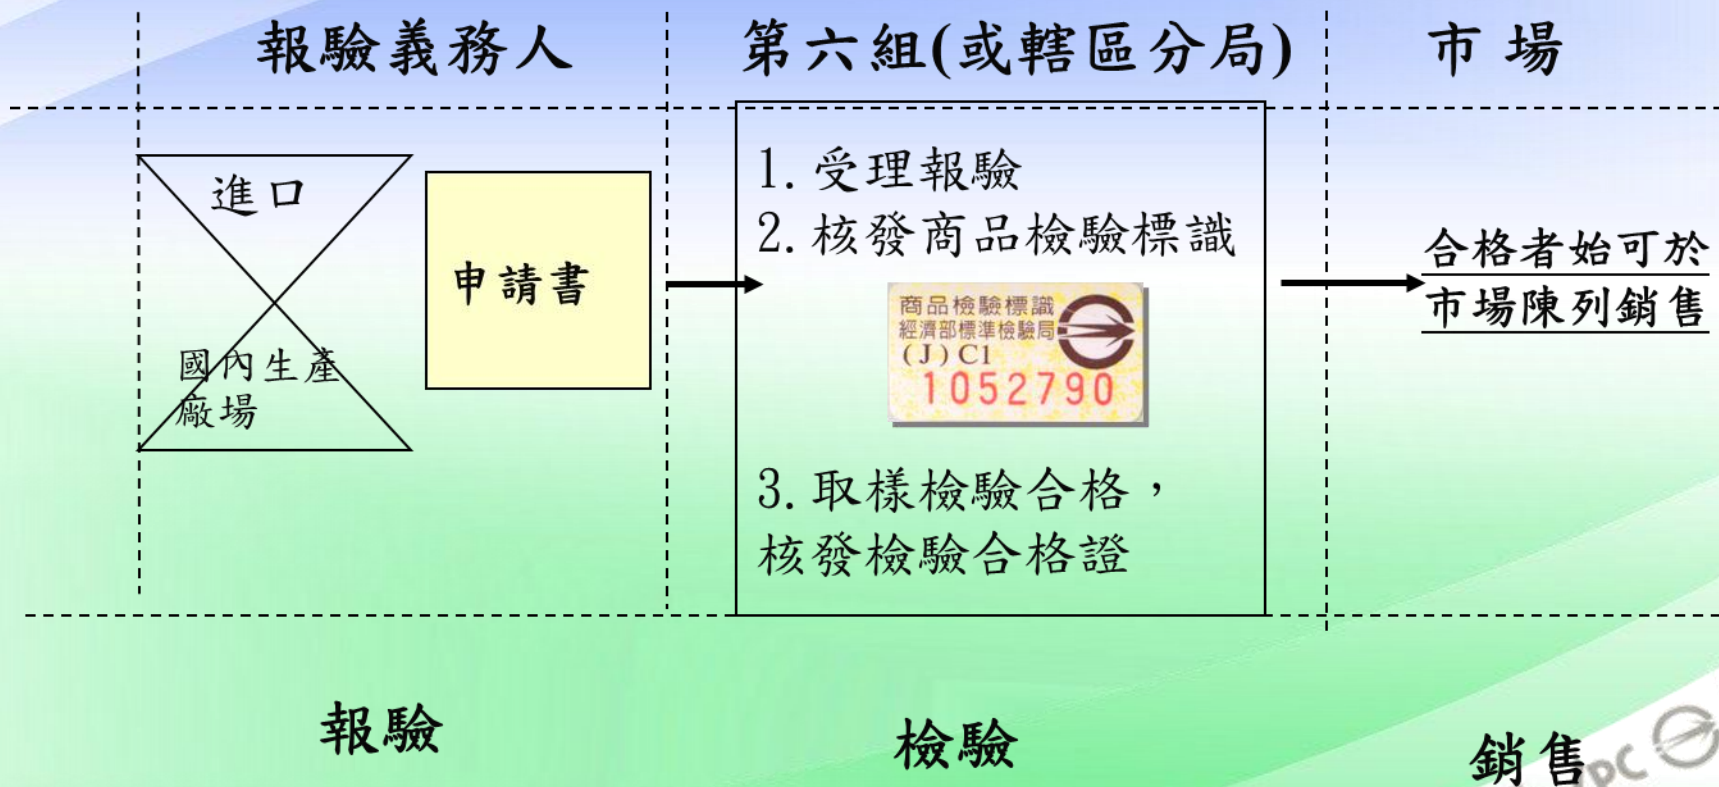 報驗義務人
第六組(或轄區分局)
市場
進口
國內生產
廠場
申請書
1. 受理報驗
2. 核發商品檢驗標識
商品檢驗標識
經濟部標準檢驗局
(J) C1
1052790
3. 取樣檢驗合格，
核發檢驗合格證
合格者始可於
市場陳列銷售
報驗
檢驗
銷售